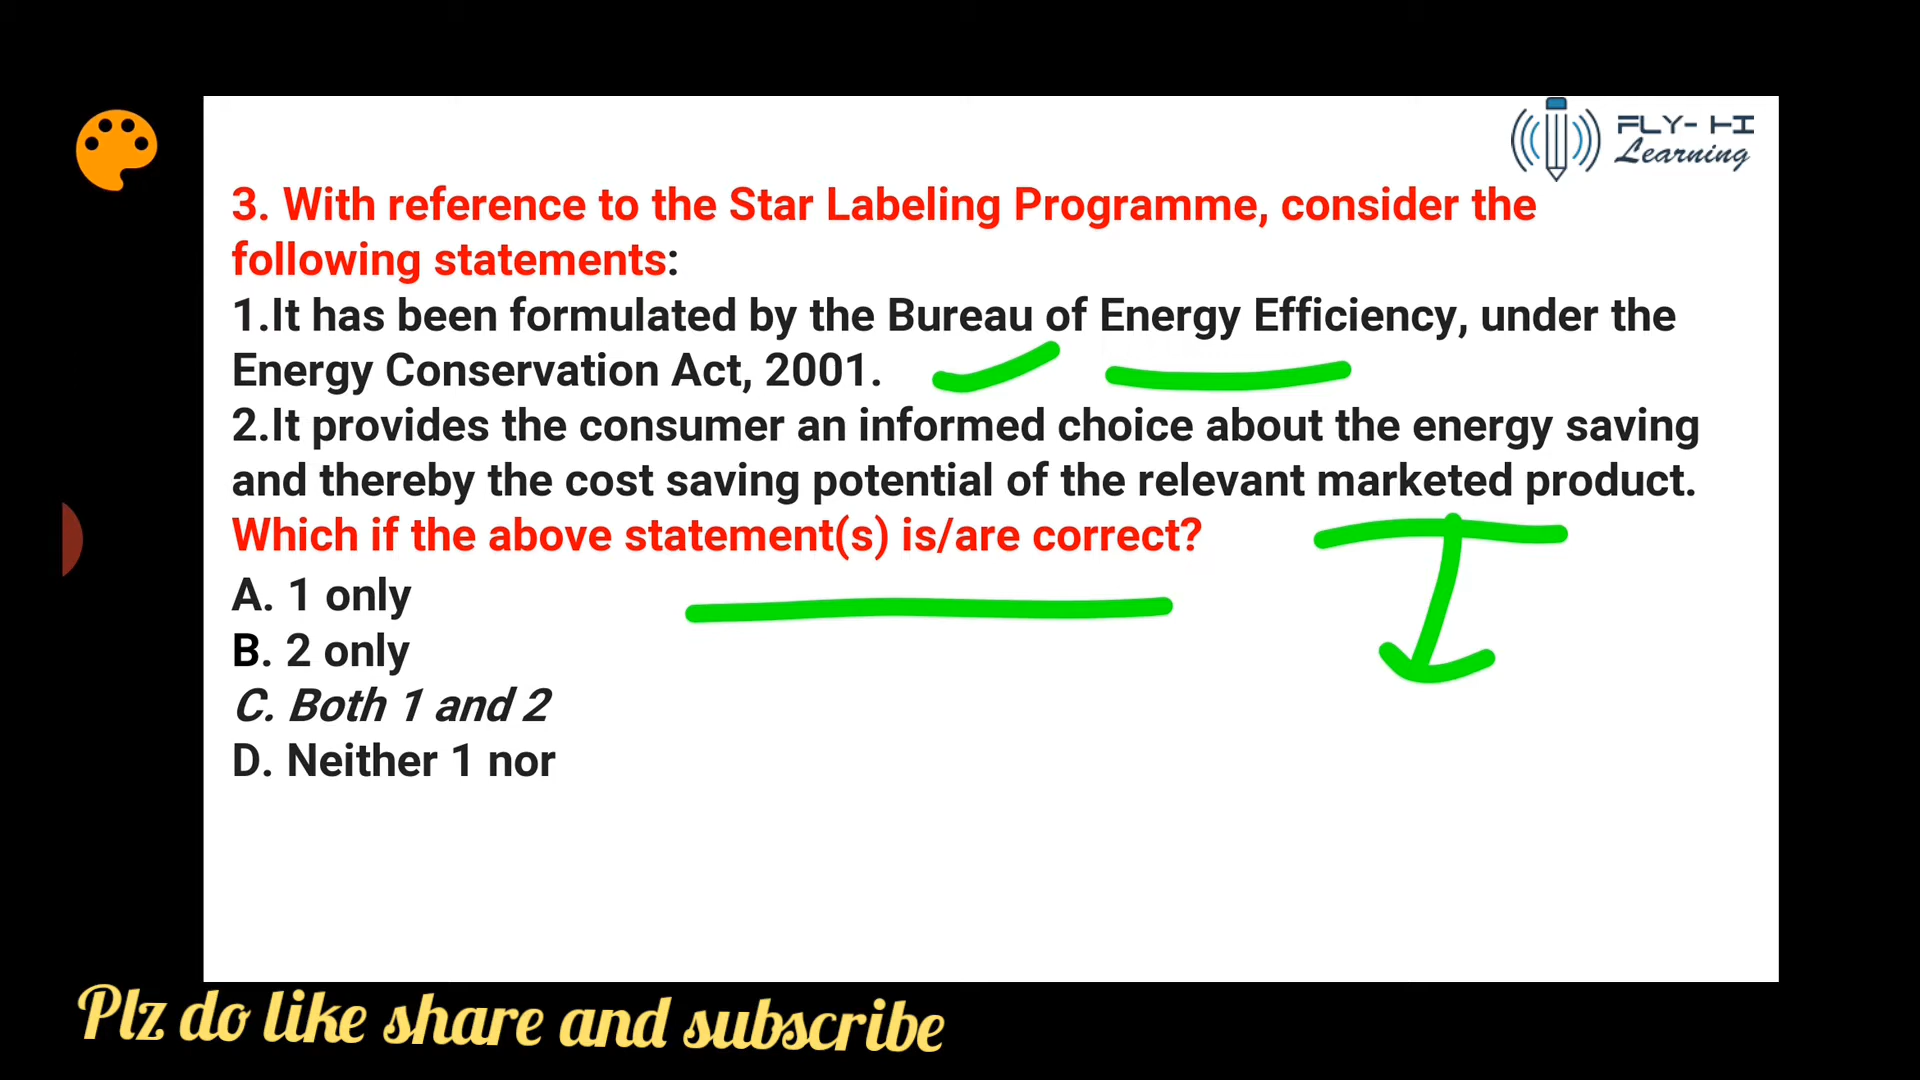 FLY-HI
Learning
3. With reference to the Star Labeling Programme, consider the
following statements:
1.It has been formulated by the Bureau of Energy Efficiency, under the
Energy Conservation Act, 2001.
2.It provides the consumer an informed choice about the energy saving
and thereby the cost saving potential of the relevant marketed product.
Which if the above statement(s) is/are correct?
A. 1 only
B. 2 only
C. Both 1 and 2
D. Neither 1 nor
Plz do like share and subscribe